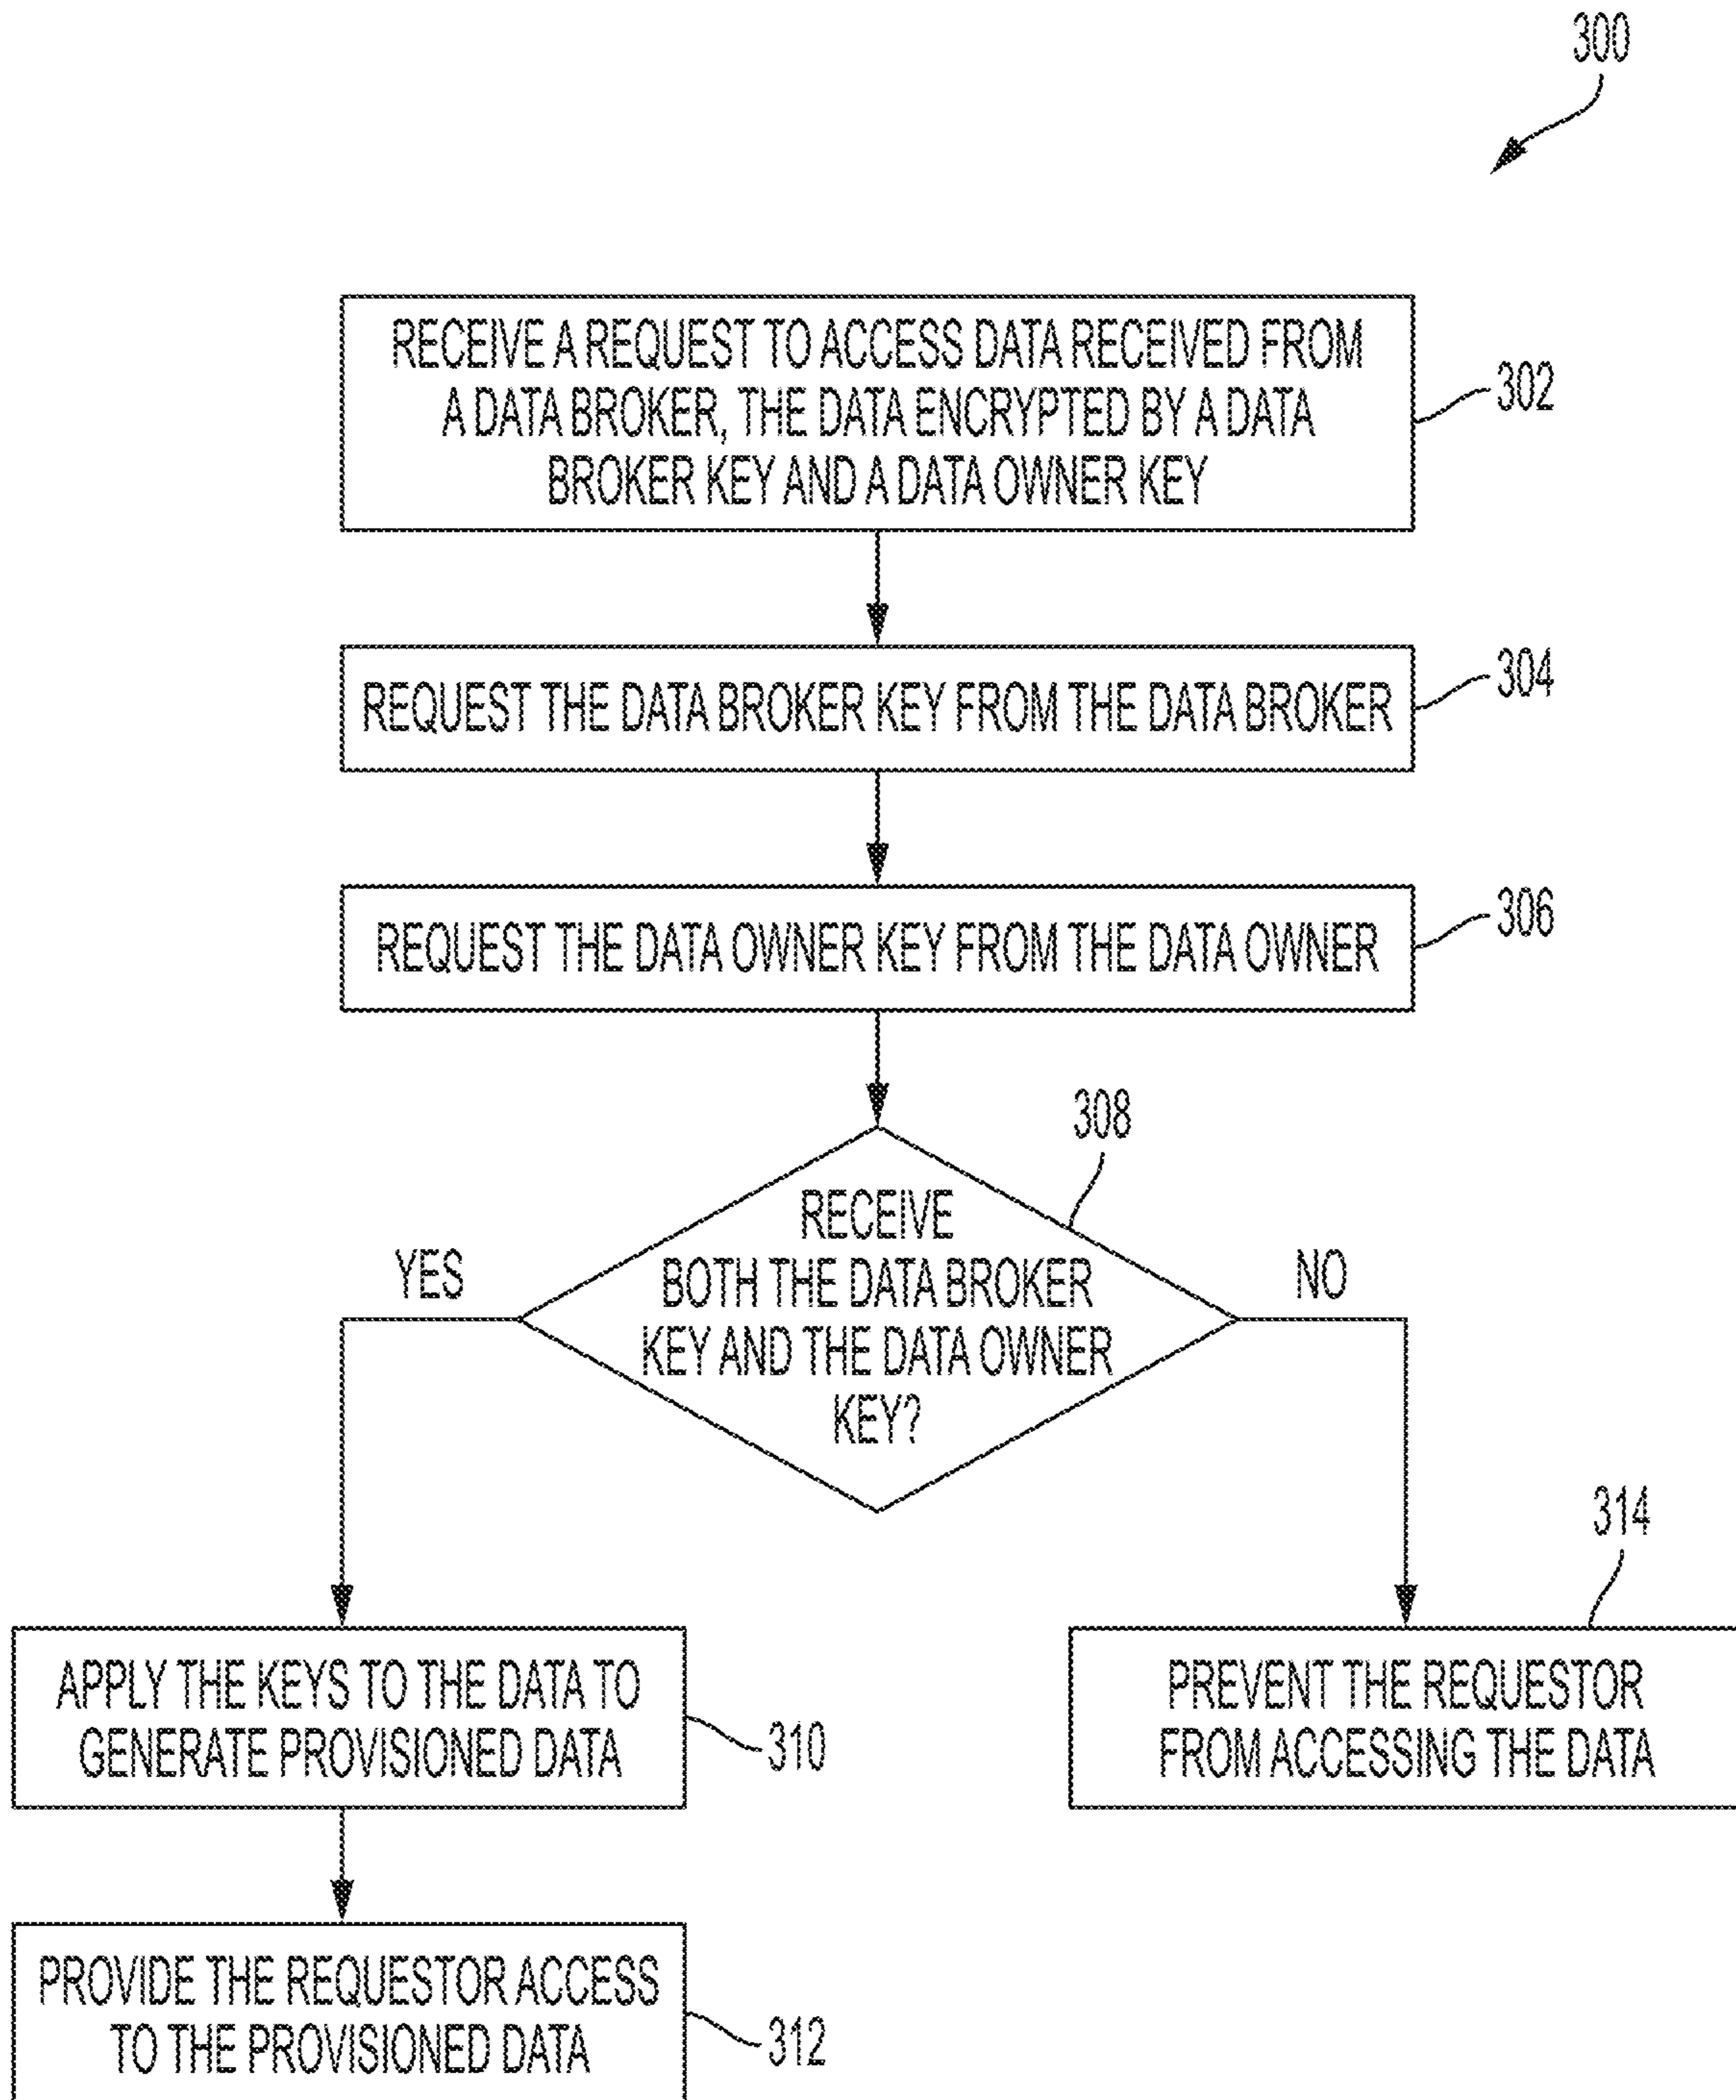 300
RECEIVE A REQUEST TO ACCESS DATA RECEIVED FROM
A DATA BROKER, THE DATA ENCRYPTED BY A DATA
BROKER KEY AND A DATA OWNER KEY
302
REQUEST THE DATA BROKER KEY FROM THE DATA BROKER
304
REQUEST THE DATA OWNER KEY FROM THE DATA OWNER
306
308
RECEIVE
BOTH THE DATA BROKER
KEY AND THE DATA OWNER
KEY?
YES
NO
APPLY THE KEYS TO THE DATA TO
GENERATE PROVISIONED DATA
310
314
PREVENT THE REQUESTOR
FROM ACCESSING THE DATA
PROVIDE THE REQUESTOR ACCESS
TO THE PROVISIONED DATA
312